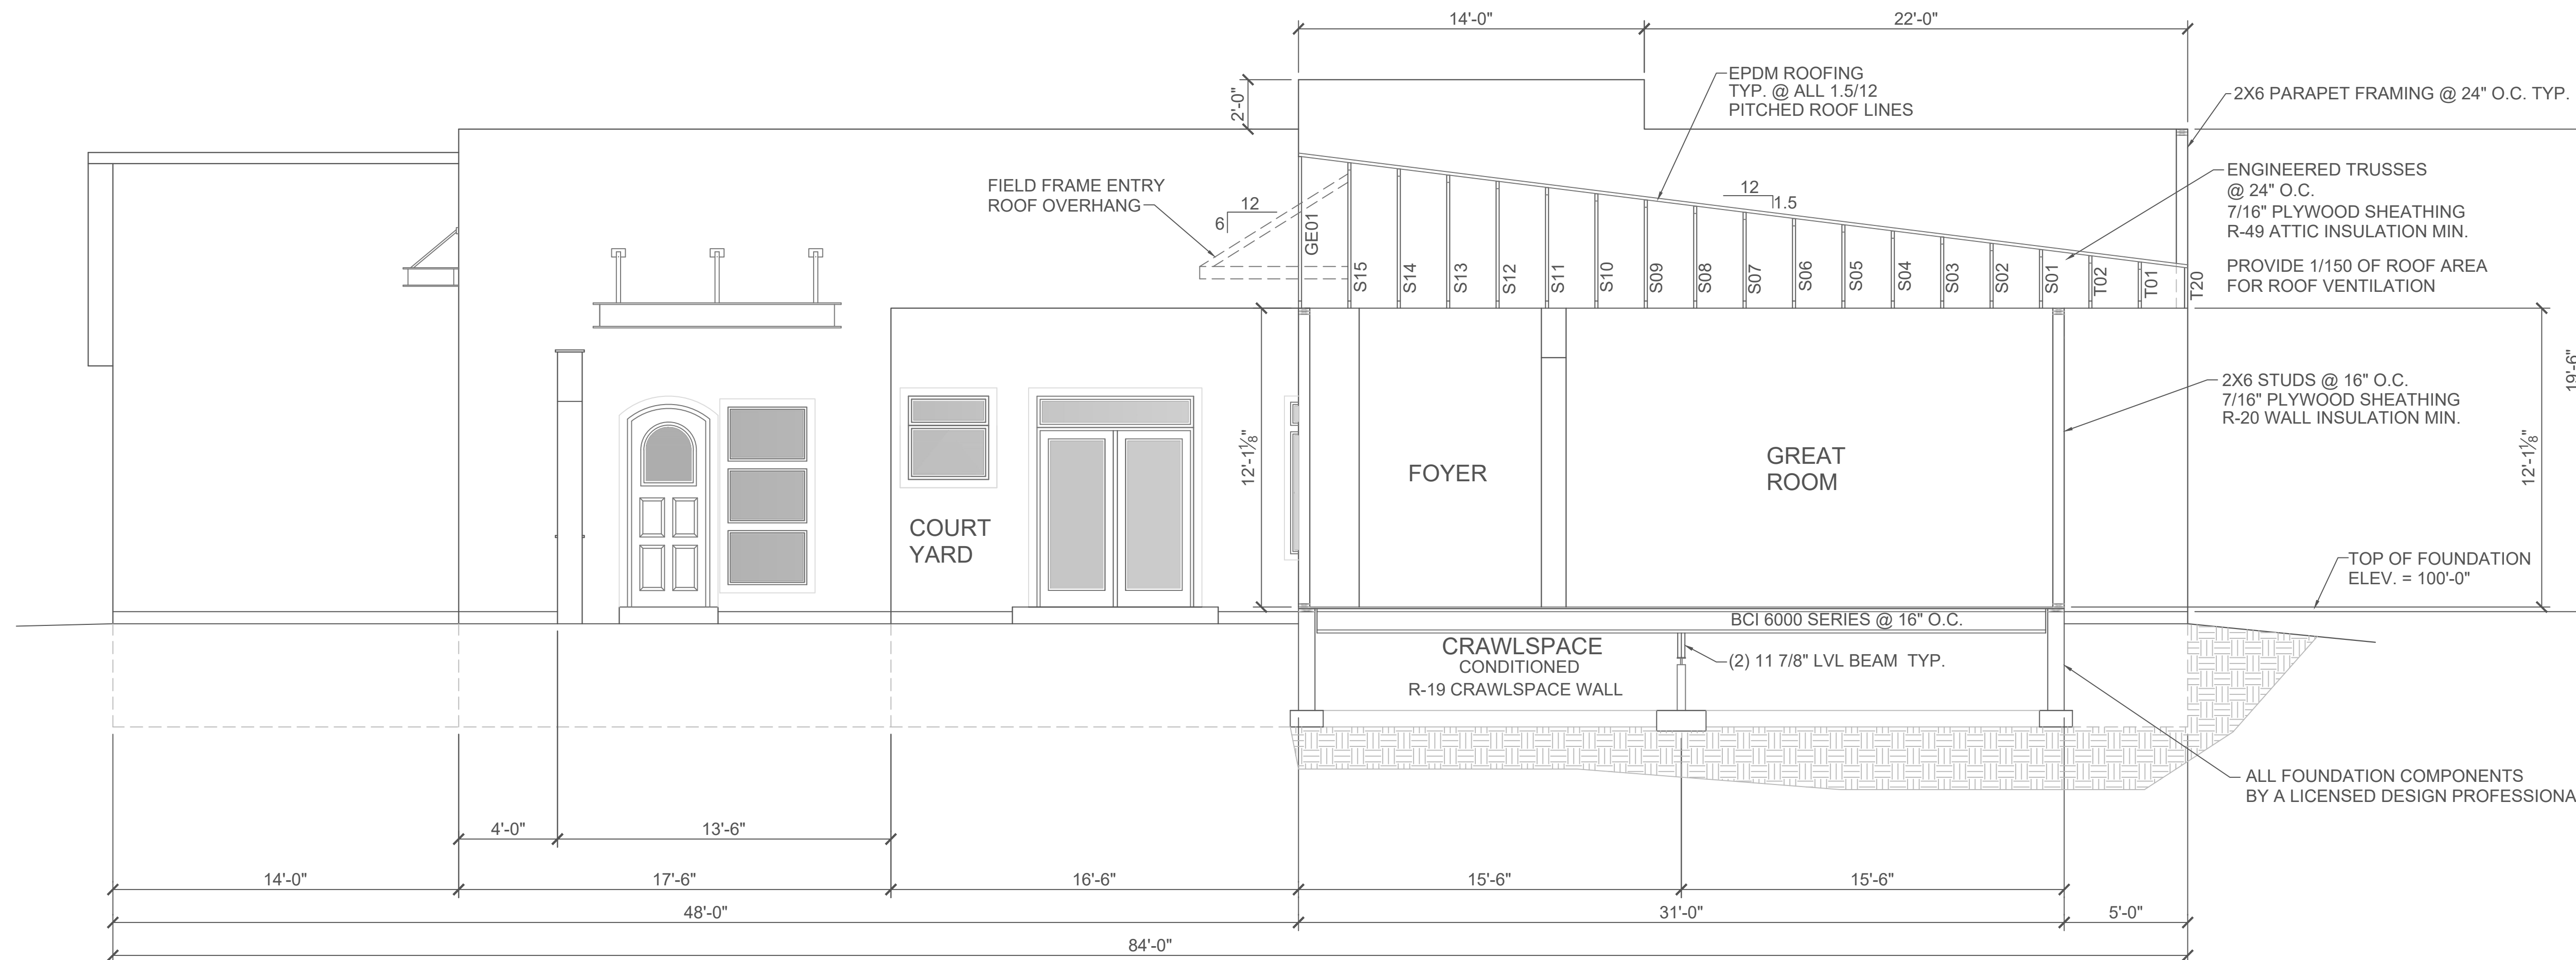 14'-0"
22'-0"
2'-0"
EPDM ROOFING
TYP. @ ALL 1.5/12
PITCHED ROOF LINES
2X6 PARAPET FRAMING @ 24" O.C. TYP.
FIELD FRAME ENTRY
ROOF OVERHANG
12
6
12
1.5
ENGINEERED TRUSSES
@ 24" O.C.
7/16" PLYWOOD SHEATHING
R-49 ATTIC INSULATION MIN.
PROVIDE 1/150 OF ROOF AREA
FOR ROOF VENTILATION
GE01
S15
S14
S13
S12
S11
S10
S09
S08
S07
S06
S05
S04
S03
S02
S01
T02
T01
T20
19'-6"
2X6 STUDS @ 16" O.C.
7/16" PLYWOOD SHEATHING
R-20 WALL INSULATION MIN.
12'-1⅛"
12'-1⅛"
FOYER
GREAT
ROOM
COURT
YARD
TOP OF FOUNDATION
ELEV. = 100'-0"
BCI 6000 SERIES @ 16" O.C.
CRAWLSPACE
CONDITIONED
R-19 CRAWLSPACE WALL
(2) 11 7/8" LVL BEAM TYP.
ALL FOUNDATION COMPONENTS
BY A LICENSED DESIGN PROFESSIONA
4'-0"
13'-6"
14'-0"
17'-6"
16'-6"
15'-6"
15'-6"
48'-0"
31'-0"
5'-0"
84'-0"